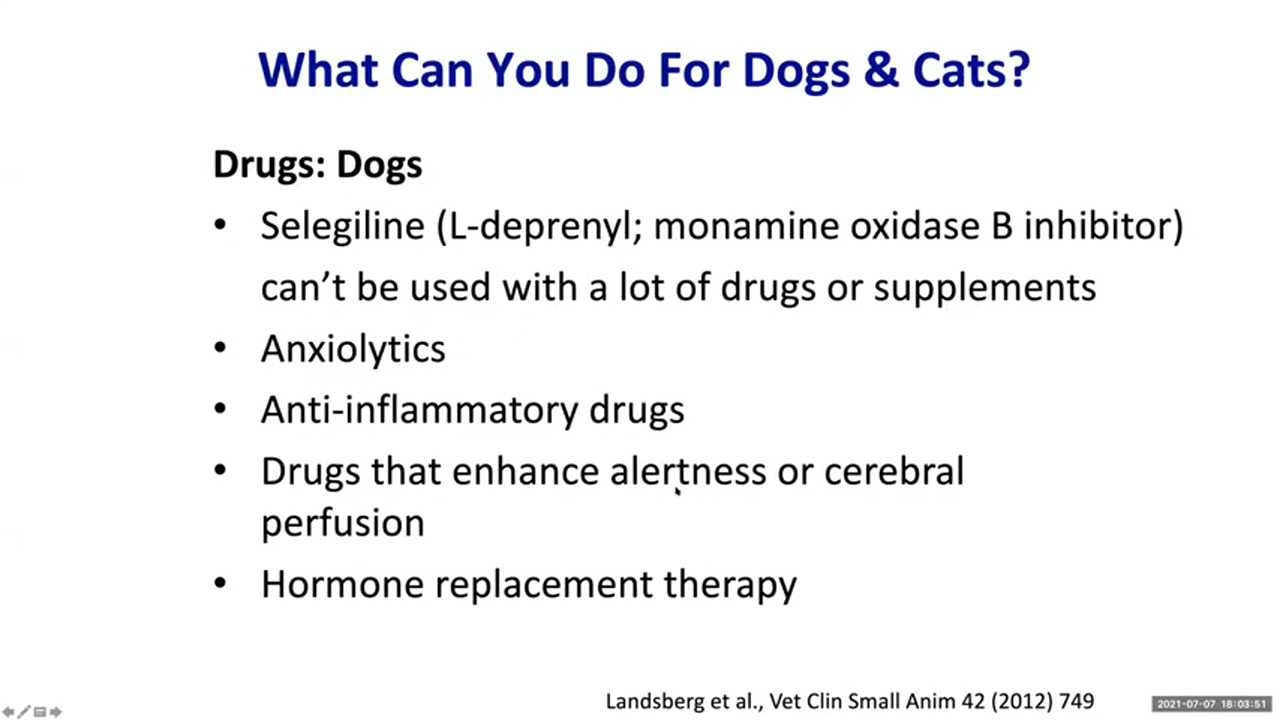 What Can You Do For Dogs & Cats?
Drugs: Dogs
• Selegiline (L-deprenyl; monamine oxidase B inhibitor)
can’t be used with a lot of drugs or supplements
• Anxiolytics
• Anti-inflammatory drugs
• Drugs that enhance alertness or cerebral
perfusion
• Hormone replacement therapy
Landsberg et al., Vet Clin Small Anim 42 (2012) 749
2021-07-07 18:03:51